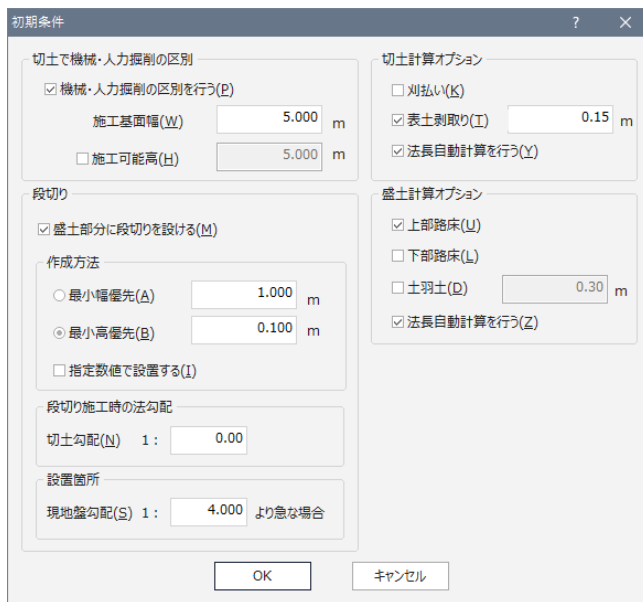 初期条件 ? X
切土で機械・人力掘削の区別
機械・人力掘削の区別を行う(P)
施工基面幅(W) 5.000 m
施工可能高(H) 5.000 m
段切り
盛土部分に段切りを設ける(M)
作成方法
最小幅優先(A) 1.000 m
最小高優先(B) 0.100 m
指定数値で設置する(I)
段切り施工時の法勾配
切土勾配(N) 1: 0.00
設置箇所
現地盤勾配(S) 1: 4.000 より急な場合
切土計算オプション
刈払い(K)
表土剥取り(T) 0.15 m
法長自動計算を行う(Y)
盛土計算オプション
上部路床(U)
下部路床(L)
土羽土(D) 0.30 m
法長自動計算を行う(Z)
OK キャンセル